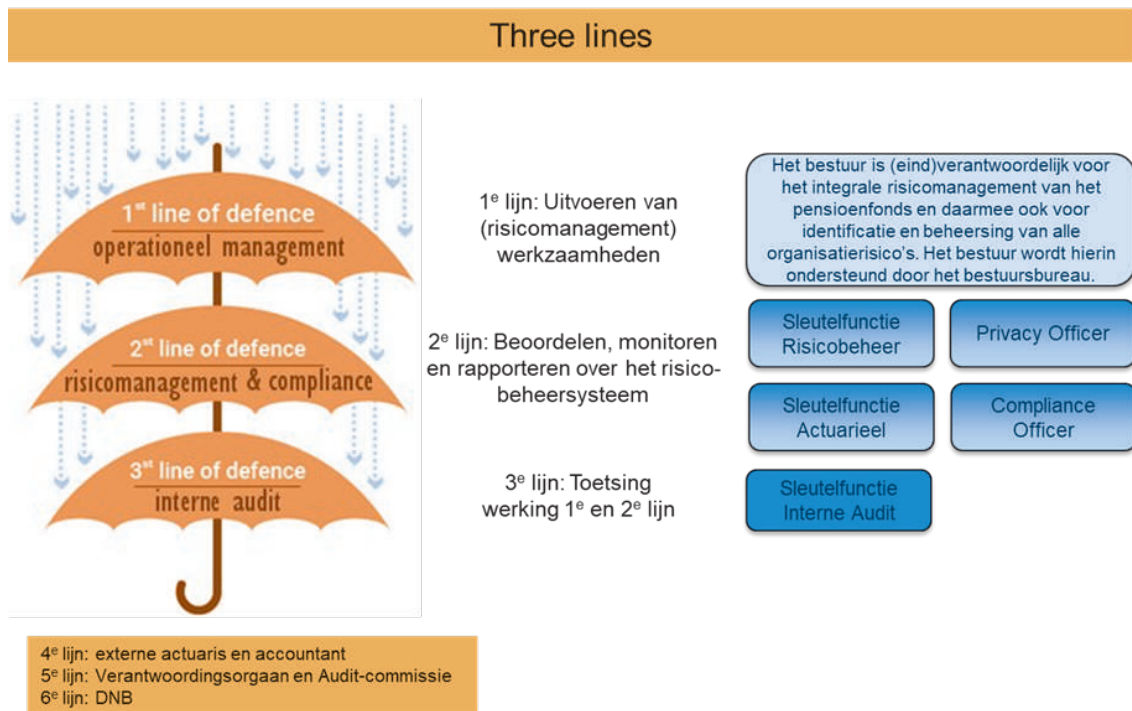 Three lines
1st line of defence
operationeel management
2st line of defence
risicomanagement & compliance
3st line of defence
interne audit
1e lijn: Uitvoeren van
(risicomanagement)
werkzaamheden
Het bestuur is (eind)verantwoordelijk voor
het integrale risicomanagement van het
pensioenfonds en daarmee ook voor
identificatie en beheersing van alle
organisatierisico's. Het bestuur wordt hierin
ondersteund door het bestuursbureau.
2e lijn: Beoordelen, monitoren
en rapporteren over het risico-
beheersysteem
Sleutelfunctie
Risicobeheer
Privacy Officer
Sleutelfunctie
Actuarieel
Compliance
Officer
3e lijn: Toetsing
werking 1e en 2e lijn
Sleutelfunctie
Interne Audit
4e lijn: externe actuaris en accountant
5e lijn: Verantwoordingsorgaan en Audit-commissie
6e lijn: DNB